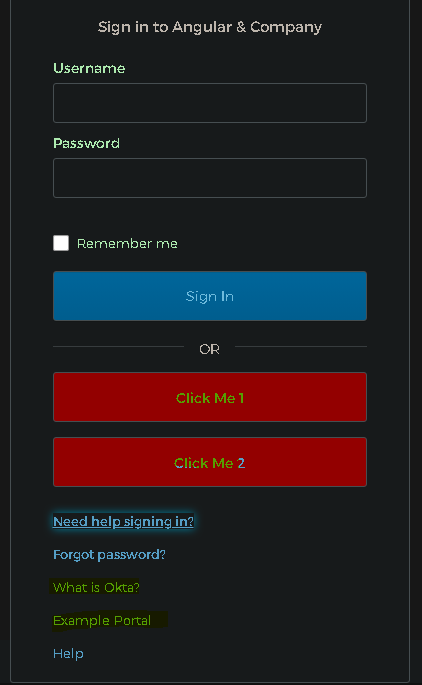 Sign in to Angular & Company
Username
Password
Remember me
Sign In
OR
Click Me 1
Click Me 2
Need help signing in?
Forgot password?
What is Okta?
Example Portal
Help